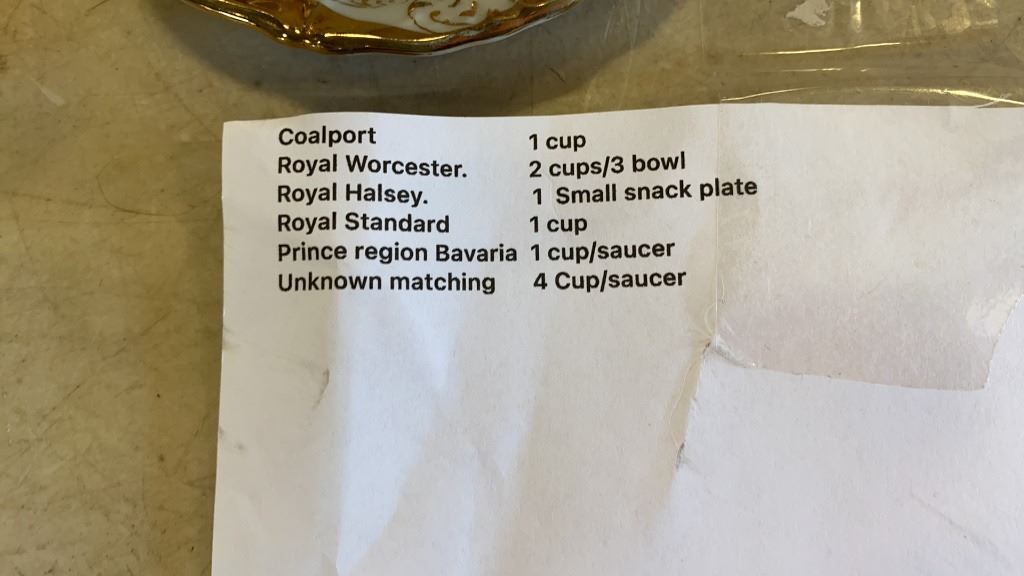 Coalport 1 cup
Royal Worcester. 2 cups/3 bowl
Royal Halsey. 1 Small snack plate
Royal Standard 1 cup
Prince region Bavaria 1 cup/saucer
Unknown matching 4 Cup/saucer